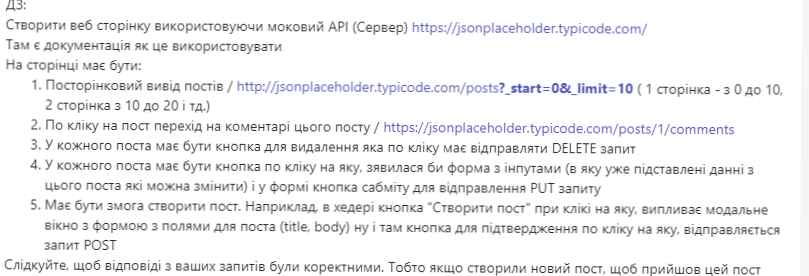 ДЗ:
Створити веб сторінку використовуючи моковий API (Сервер) https://jsonplaceholder.typicode.com/
Там є документація як це використовувати
На сторінці має бути:
1. Посторінковий вивід постів / http://jsonplaceholder.typicode.com/posts?_start=0&_limit=10 ( 1 сторінка - з 0 до 10,
2 сторінка з 10 до 20 і тд.)
2. По кліку на пост перехід на коментарі цього посту / https://jsonplaceholder.typicode.com/posts/1/comments
3. У кожного поста має бути кнопка для видалення яка по кліку має відправляти DELETE запит
4. У кожного поста має бути кнопка по кліку на яку, зявилася би форма з інпутами (в яку уже підставлені данні з
цього поста які можна змінити) і у формі кнопка сабміту для відправлення PUT запиту
5. Має бути змога створити пост. Наприклад, в хедері кнопка "Створити пост" при клікі на яку, випливає модальне
вікно з формою з полями для поста (title, body) ну і там кнопка для підтвердження по кліку на яку, відправляється
запит POST
Слідкуйте, щоб відповіді з ваших запитів були коректними. Тобто якщо створили новий пост, щоб прийшов цей пост